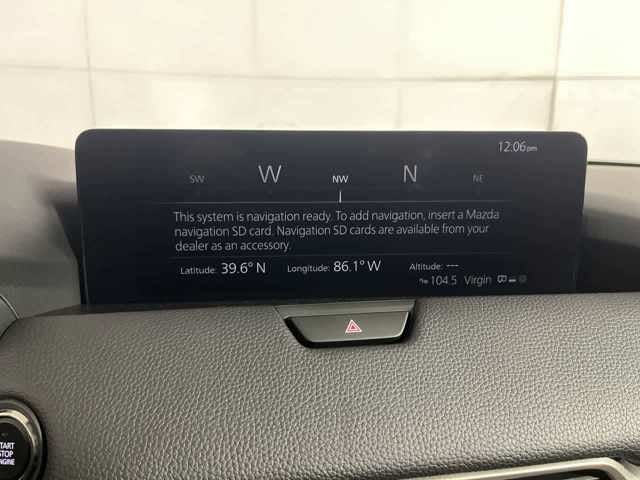 12:06pm
SW W NW N NE
This system is navigation ready. To add navigation, insert a Mazda
navigation SD card. Navigation SD cards are available from your
dealer as an accessory.
Latitude: 39.6° N Longitude: 86.1° W Altitude: ---
104.5 Virgin
START
STOP
ENGINE